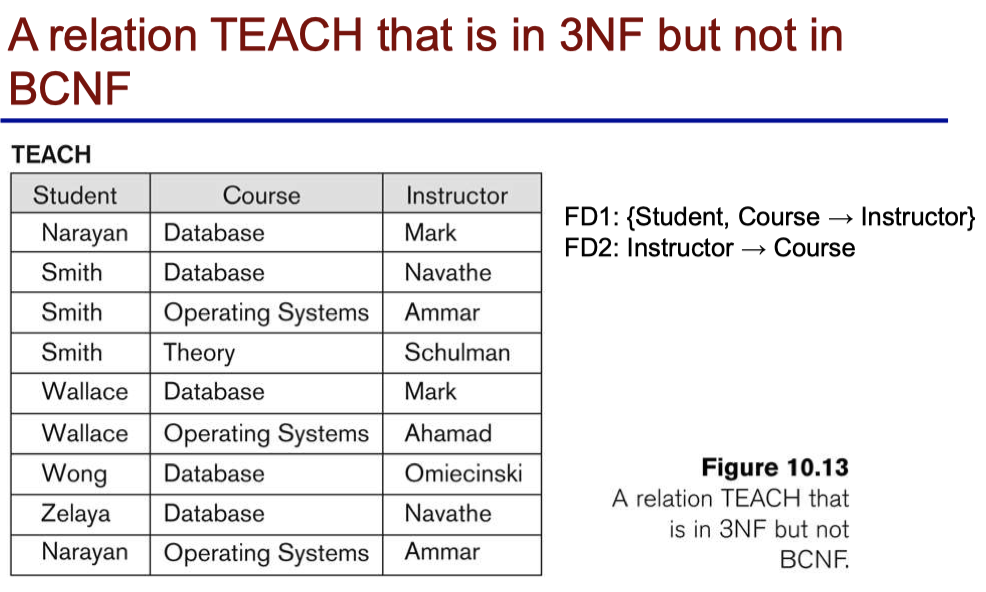 A relation TEACH that is in 3NF but not in
BCNF
TEACH
Student Course Instructor
Narayan Database Mark
Smith Database Navathe
Smith Operating Systems Ammar
Smith Theory Schulman
Wallace Database Mark
Wallace Operating Systems Ahamad
Wong Database Omiecinski
Zelaya Database Navathe
Narayan Operating Systems Ammar
FD1: {Student, Course → Instructor}
FD2: Instructor → Course
Figure 10.13
A relation TEACH that
is in 3NF but not
BCNF.